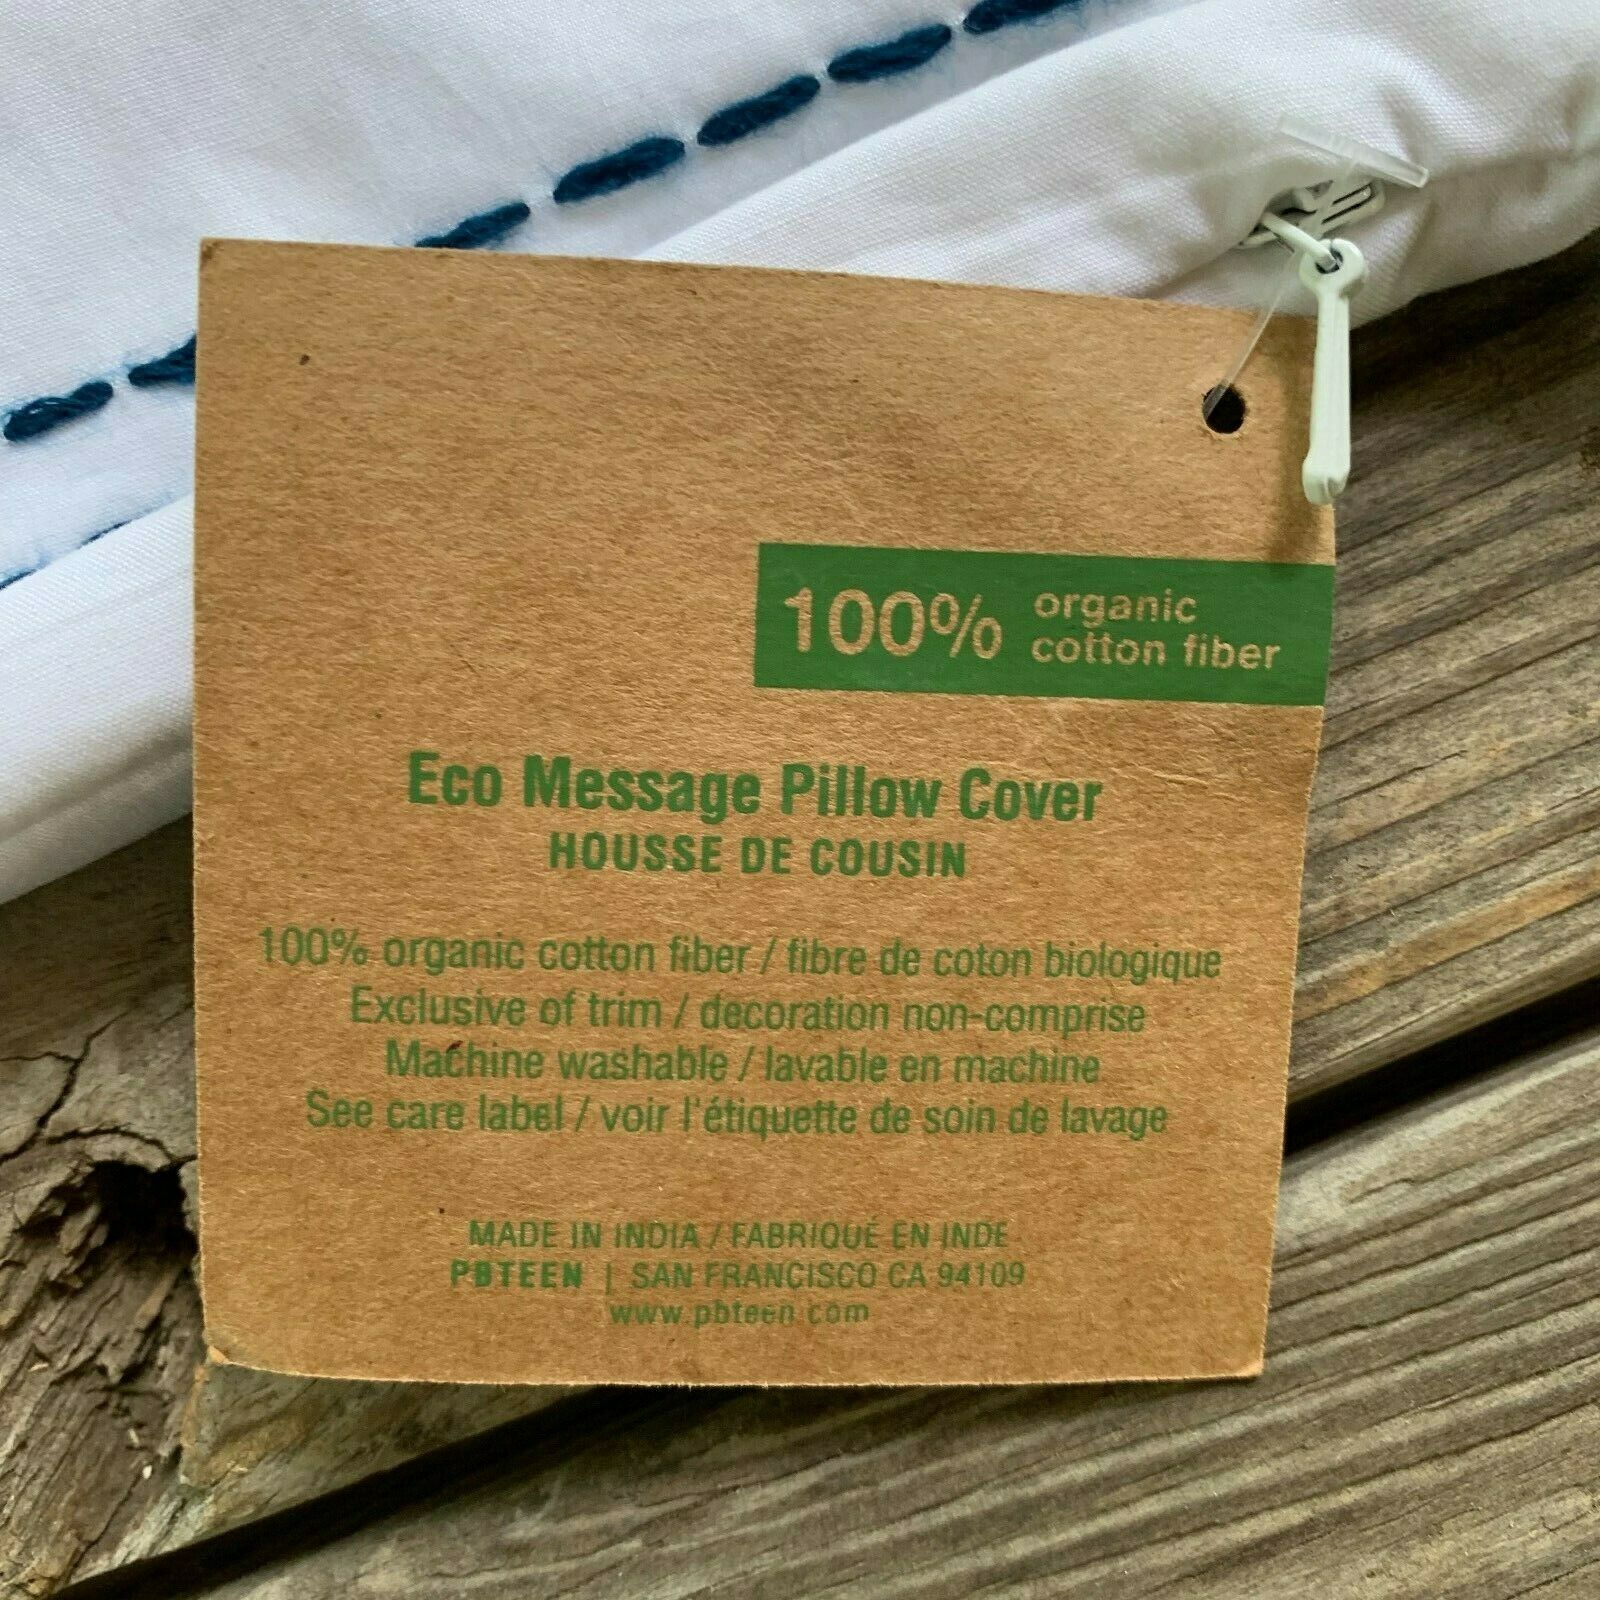 100% organic
cotton fiber
Eco Message Pillow Cover
HOUSSE DE COUSIN
100% organic cotton fiber / fibre de coton biologique
Exclusive of trim / decoration non-comprise
Machine washable / lavable en machine
See care label / voir l'étiquette de soin de lavage
MADE IN INDIA / FABRIQUÉ EN INDE
PBTEEN | SAN FRANCISCO CA 94109
www.pbteen.com